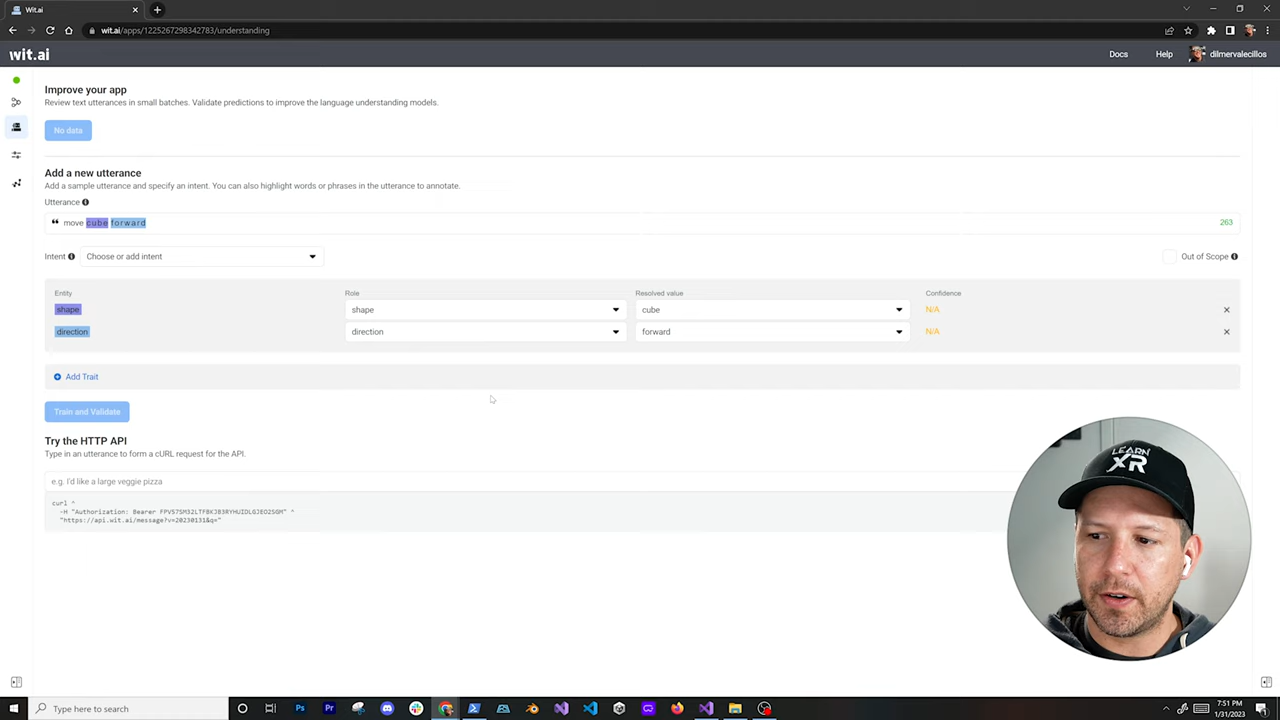 Wit.ai
wit.ai/apps/1225267298342783/understanding
wit.ai
Docs
Help
dilmervalecillos
Improve your app
Review text utterances in small batches. Validate predictions to improve the language understanding models.
No data
Add a new utterance
Add a sample utterance and specify an intent. You can also highlight words or phrases in the utterance to annotate.
Utterance
move cube forward
263
Intent
Choose or add intent
Out of Scope
Entity
Role
Resolved value
Confidence
shape
shape
cube
N/A
direction
direction
forward
N/A
Add Trait
Train and Validate
Try the HTTP API
Type in an utterance to form a cURL request for the API.
e.g. I'd like a large veggie pizza
curl ^
-H "Authorization: Bearer FPV57SM32LTFBKJB3RYHUIDLGJEO2SGM" ^
"https://api.wit.ai/message?v=20230131&q="
LEARN
XR
Type here to search
7:51 PM
1/31/2023